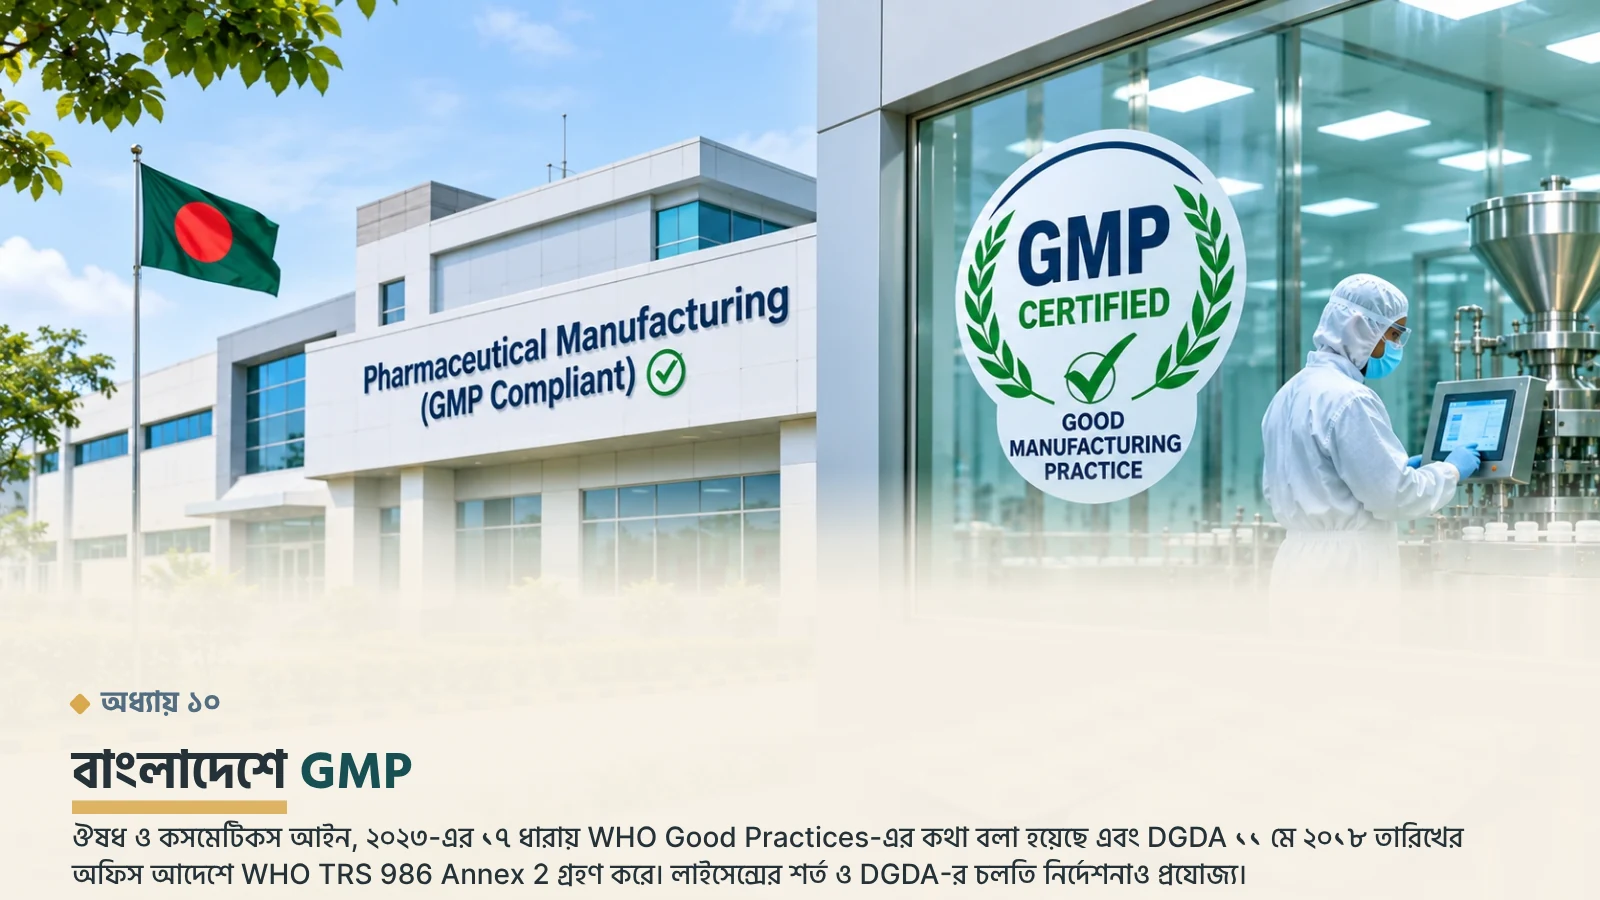 Pharmaceutical Manufacturing
(GMP Compliant)
GMP
CERTIFIED
GOOD
MANUFACTURING
PRACTICE
অধ্যায় ১০
বাংলাদেশে GMP
ঔষধ ও কসমেটিকস আইন, ২০২৩-এর ১৭ ধারায় WHO Good Practices-এর কথা বলা হয়েছে এবং DGDA ১১ মে ২০১৮ তারিখের
অফিস আদেশে WHO TRS 986 Annex 2 গ্রহণ করে। লাইসেন্সের শর্ত ও DGDA-র চলতি নির্দেশনাও প্রযোজ্য।